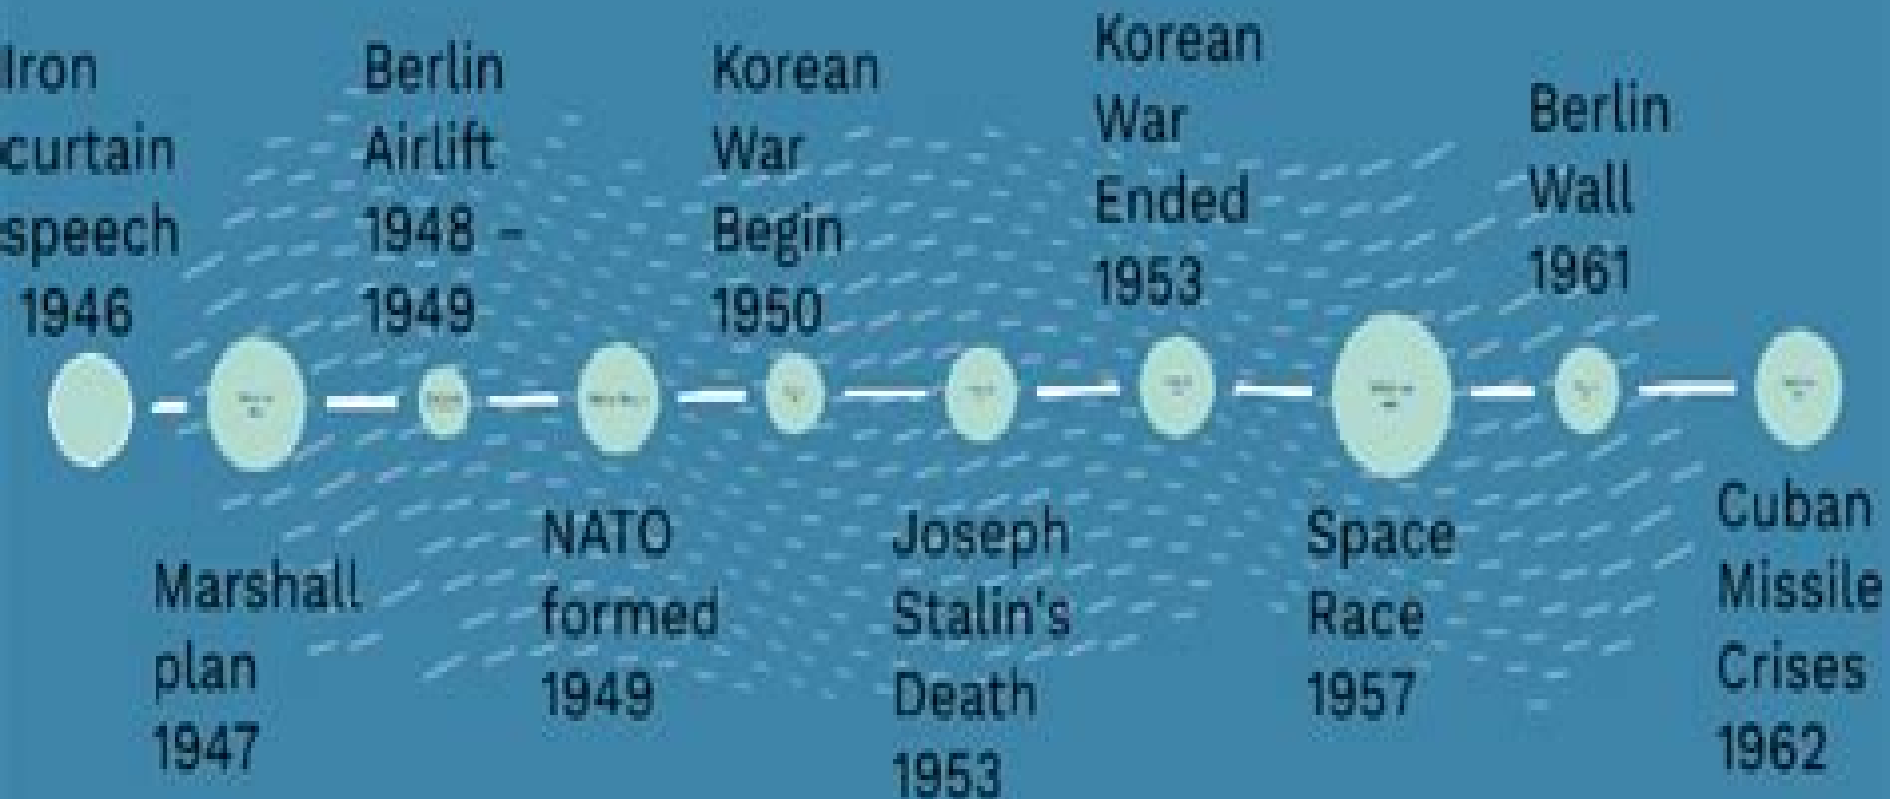 Iron
curtain
speech
1946
Marshall
plan
1947
Berlin
Airlift
1948 –
1949
NATO
formed
1949
Korean
War
Begin
1950
Joseph
Stalin's
Death
1953
Korean
War
Ended
1953
Space
Race
1957
Berlin
Wall
1961
Cuban
Missile
Crises
1962